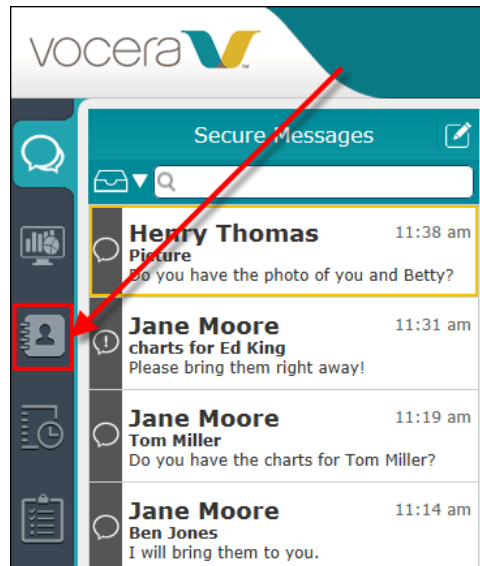 vocera
Secure Messages
Henry Thomas 11:38 am
Picture
Do you have the photo of you and Betty?
Jane Moore 11:31 am
charts for Ed King
Please bring them right away!
Jane Moore 11:19 am
Tom Miller
Do you have the charts for Tom Miller?
Jane Moore 11:14 am
Ben Jones
I will bring them to you.